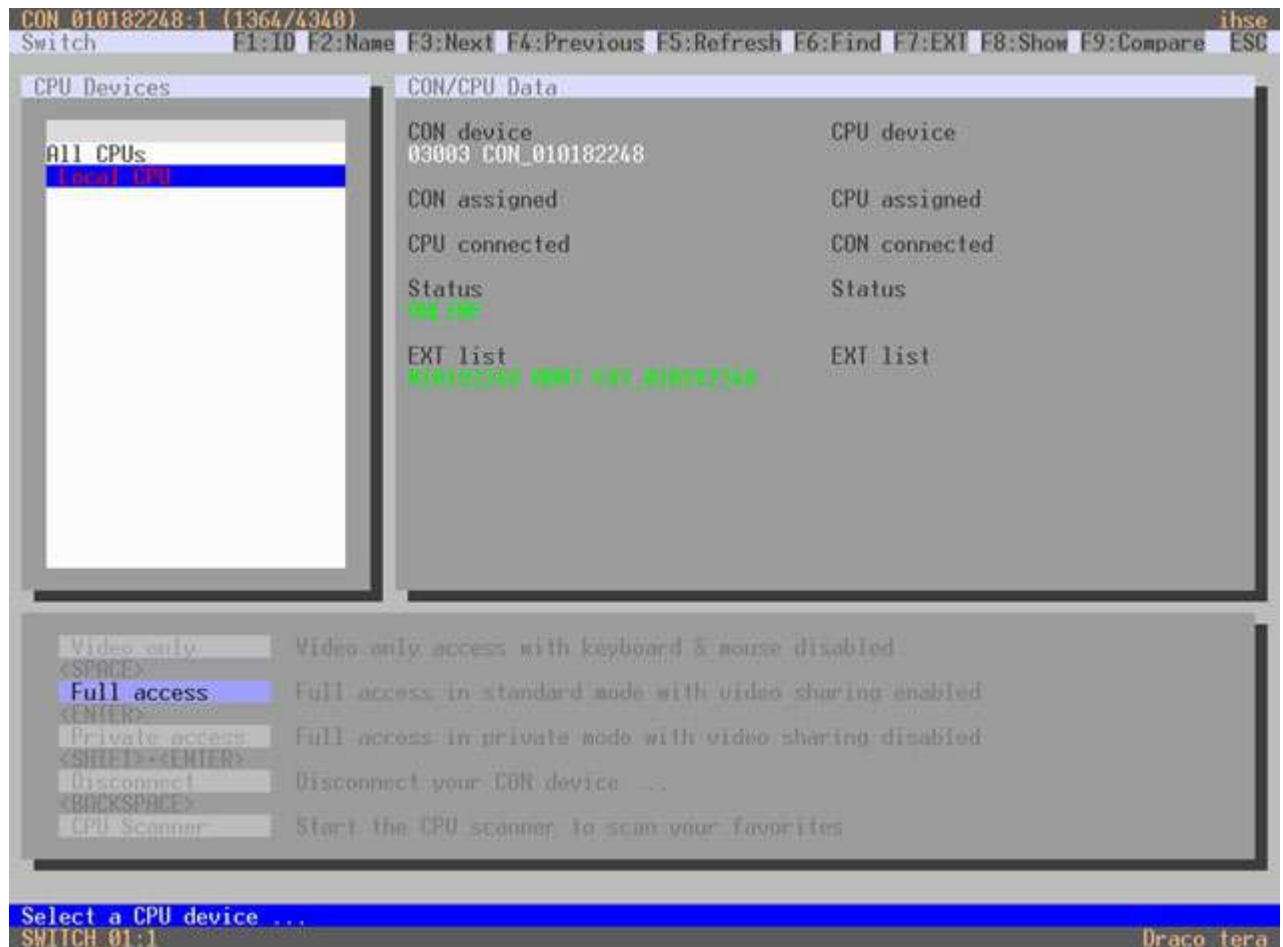 CON_010182248:1 (1364/4340) ihse
Switch F1:ID F2:Name F3:Next F4:Previous F5:Refresh F6:Find F7:EXT F8:Show F9:Compare ESC
CPU Devices
All CPUs
Local CPU
CON/CPU Data
CON device CPU device
03003 CON_010182248
CON assigned CPU assigned
CPU connected CON connected
Status Status
EXT list EXT list
Video only Video only access with keyboard & mouse disabled
<SPACE>
Full access Full access in standard mode with video sharing enabled
<ENTER>
Private access Full access in private mode with video sharing disabled
<SHIFT>+<ENTER>
Disconnect Disconnect your CON device ...
<BACKSPACE>
CPU Scanner Start the CPU scanner to scan your favorites
Select a CPU device ...
SWITCH 01:1 Draco tera